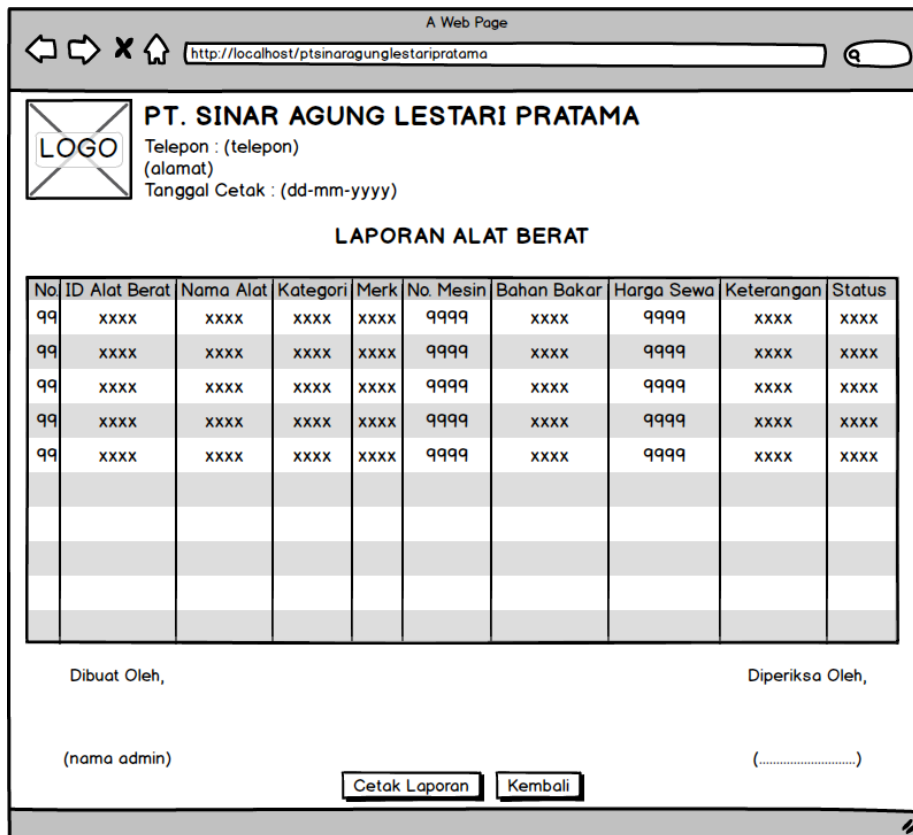 A Web Page
http://localhost/ptsinaragunglestaripratama
LOGO
PT. SINAR AGUNG LESTARI PRATAMA
Telepon : (telepon)
(alamat)
Tanggal Cetak : (dd-mm-yyyy)
LAPORAN ALAT BERAT
No. ID Alat Berat Nama Alat Kategori Merk No. Mesin Bahan Bakar Harga Sewa Keterangan Status
99 xxxx xxxx xxxx xxxx 9999 xxxx 9999 xxxx xxxx
99 xxxx xxxx xxxx xxxx 9999 xxxx 9999 xxxx xxxx
99 xxxx xxxx xxxx xxxx 9999 xxxx 9999 xxxx xxxx
99 xxxx xxxx xxxx xxxx 9999 xxxx 9999 xxxx xxxx
99 xxxx xxxx xxxx xxxx 9999 xxxx 9999 xxxx xxxx
Dibuat Oleh, Diperiksa Oleh,
(nama admin) (............................)
Cetak Laporan Kembali